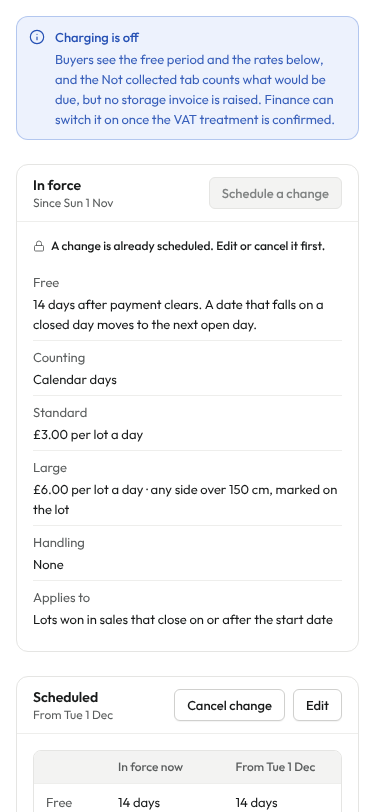 Charging is off
Buyers see the free period and the rates below,
and the Not collected tab counts what would be
due, but no storage invoice is raised. Finance can
switch it on once the VAT treatment is confirmed.
In force
Since Sun 1 Nov
Schedule a change
A change is already scheduled. Edit or cancel it first.
Free
14 days after payment clears. A date that falls on a
closed day moves to the next open day.
Counting
Calendar days
Standard
£3.00 per lot a day
Large
£6.00 per lot a day · any side over 150 cm, marked on
the lot
Handling
None
Applies to
Lots won in sales that close on or after the start date
Scheduled
From Tue 1 Dec
Cancel change
Edit
In force now From Tue 1 Dec
Free 14 days 14 days